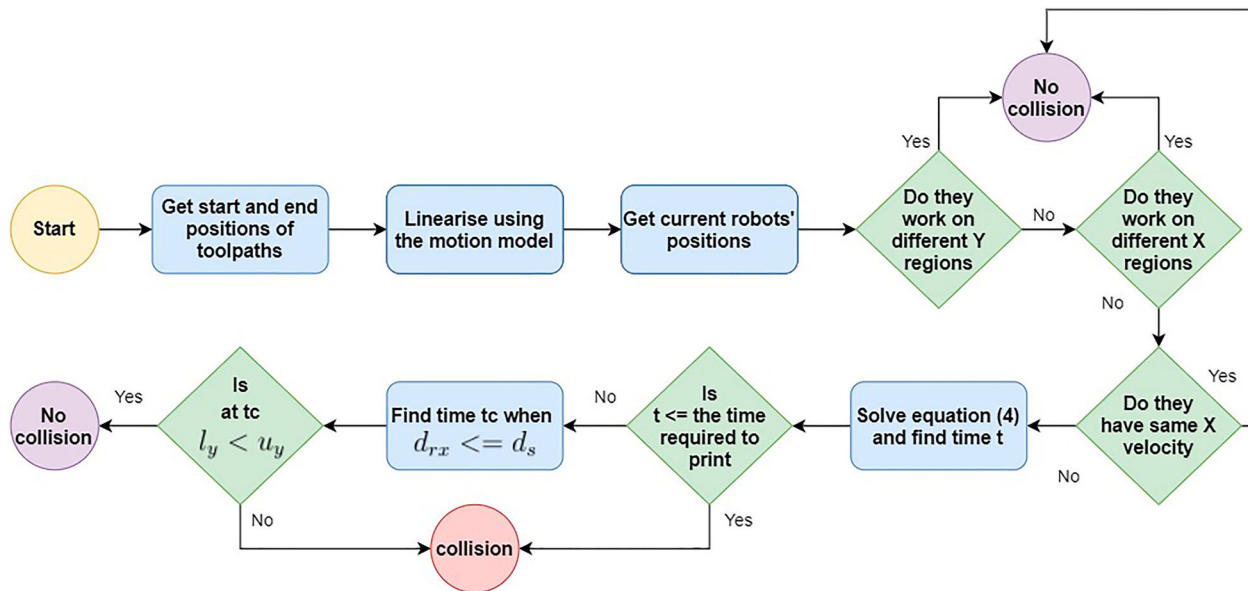 No
collision
Yes
Yes
Start
Get start and end
positions of
toolpaths
Linearise using
the motion model
Get current robots'
positions
Do they
work on
different Y
regions
No
Do they
work on
different X
regions
No
Do they
have same X
velocity
Yes
No
Solve equation (4)
and find time t
Is
t <= the time
required to
print
No
Yes
Find time tc when
d_{rx} <= d_s
Is
at tc
l_y < u_y
Yes
No
No
collision
collision